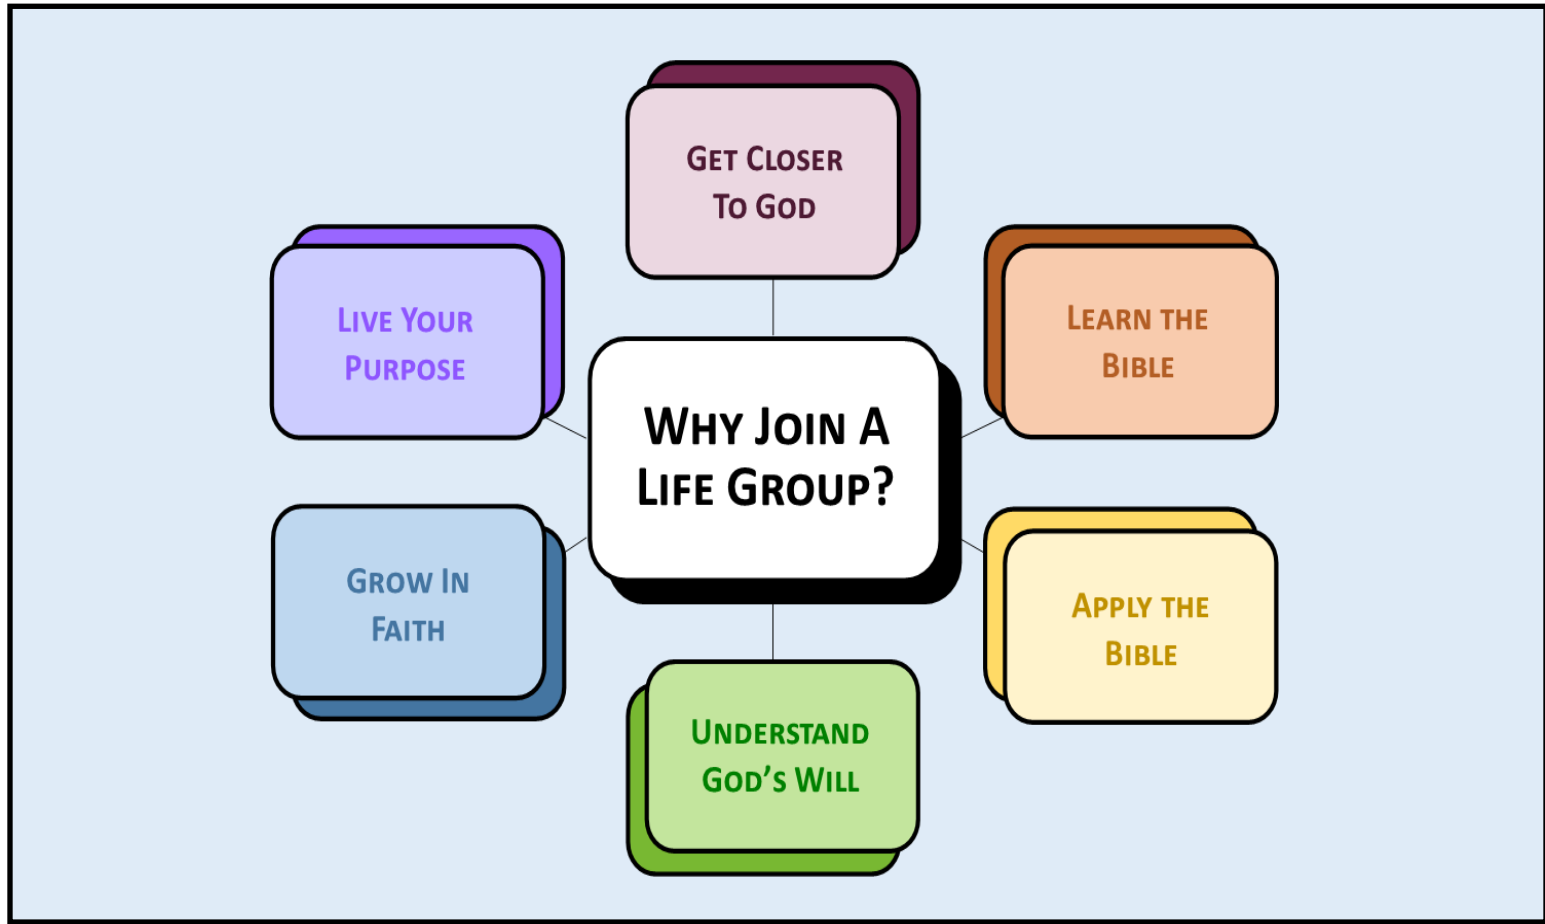 Get Closer
To God
Live Your
Purpose
Learn the
Bible
Why Join A
Life Group?
Grow In
Faith
Apply the
Bible
Understand
God's Will